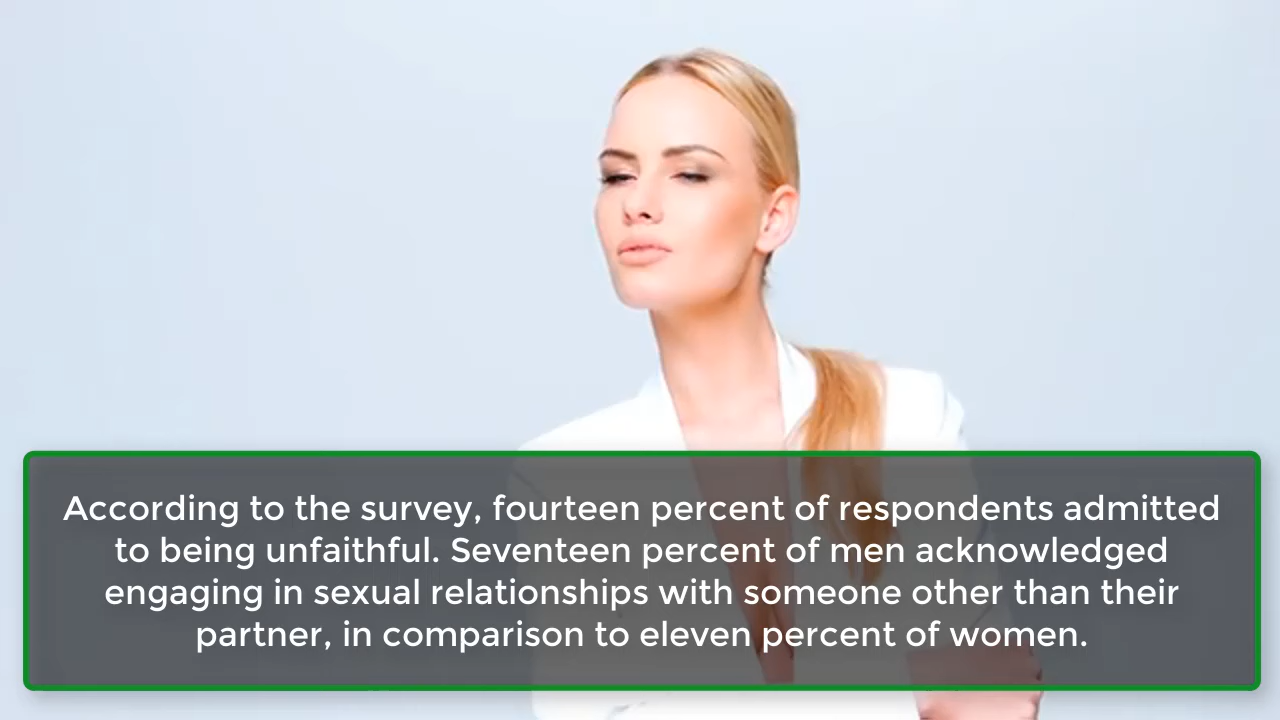 According to the survey, fourteen percent of respondents admitted
to being unfaithful. Seventeen percent of men acknowledged
engaging in sexual relationships with someone other than their
partner, in comparison to eleven percent of women.